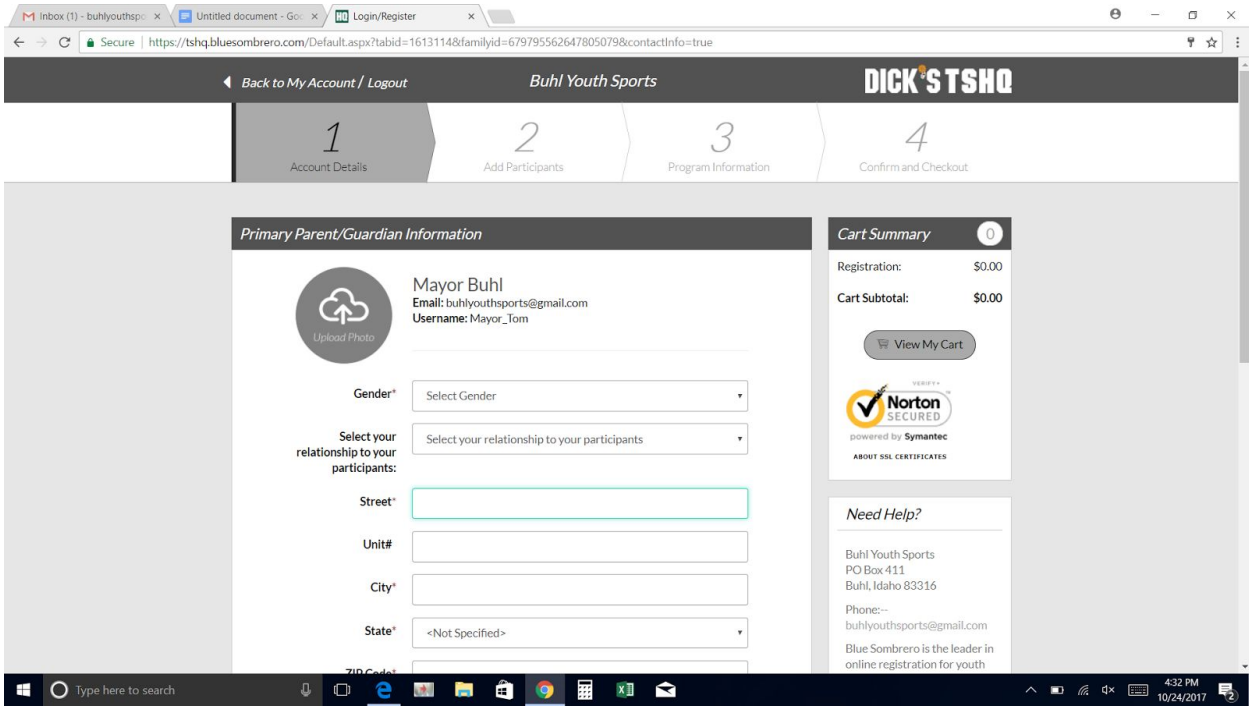 Inbox (1) - buhlyouthspo
Untitled document - Goo
HQ Login/Register
Secure | https://tshq.bluesombrero.com/Default.aspx?tabid=1613114&familyid=679795562647805079&contactInfo=true
Back to My Account / Logout
Buhl Youth Sports
DICK'S TSHQ
1
Account Details
2
Add Participants
3
Program Information
4
Confirm and Checkout
Primary Parent/Guardian Information
Upload Photo
Mayor Buhl
Email: buhlyouthsports@gmail.com
Username: Mayor_Tom
Gender*
Select Gender
Select your
relationship to your
participants:
Select your relationship to your participants
Street*
Unit#
City*
State*
<Not Specified>
ZIP Code*
Cart Summary 0
Registration: $0.00
Cart Subtotal: $0.00
View My Cart
VERIFY
Norton
SECURED
powered by Symantec
ABOUT SSL CERTIFICATES
Need Help?
Buhl Youth Sports
PO Box 411
Buhl, Idaho 83316
Phone:--
buhlyouthsports@gmail.com
Blue Sombrero is the leader in
online registration for youth
Type here to search
4:32 PM
10/24/2017
2